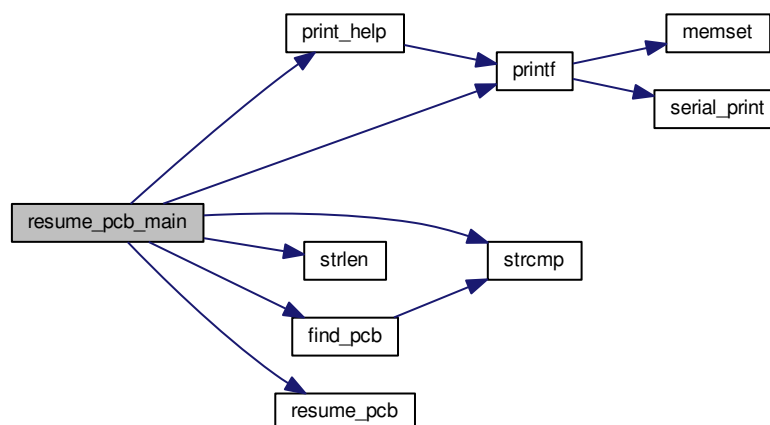 print_help
memset
printf
serial_print
resume_pcb_main
strlen
strcmp
find_pcb
resume_pcb